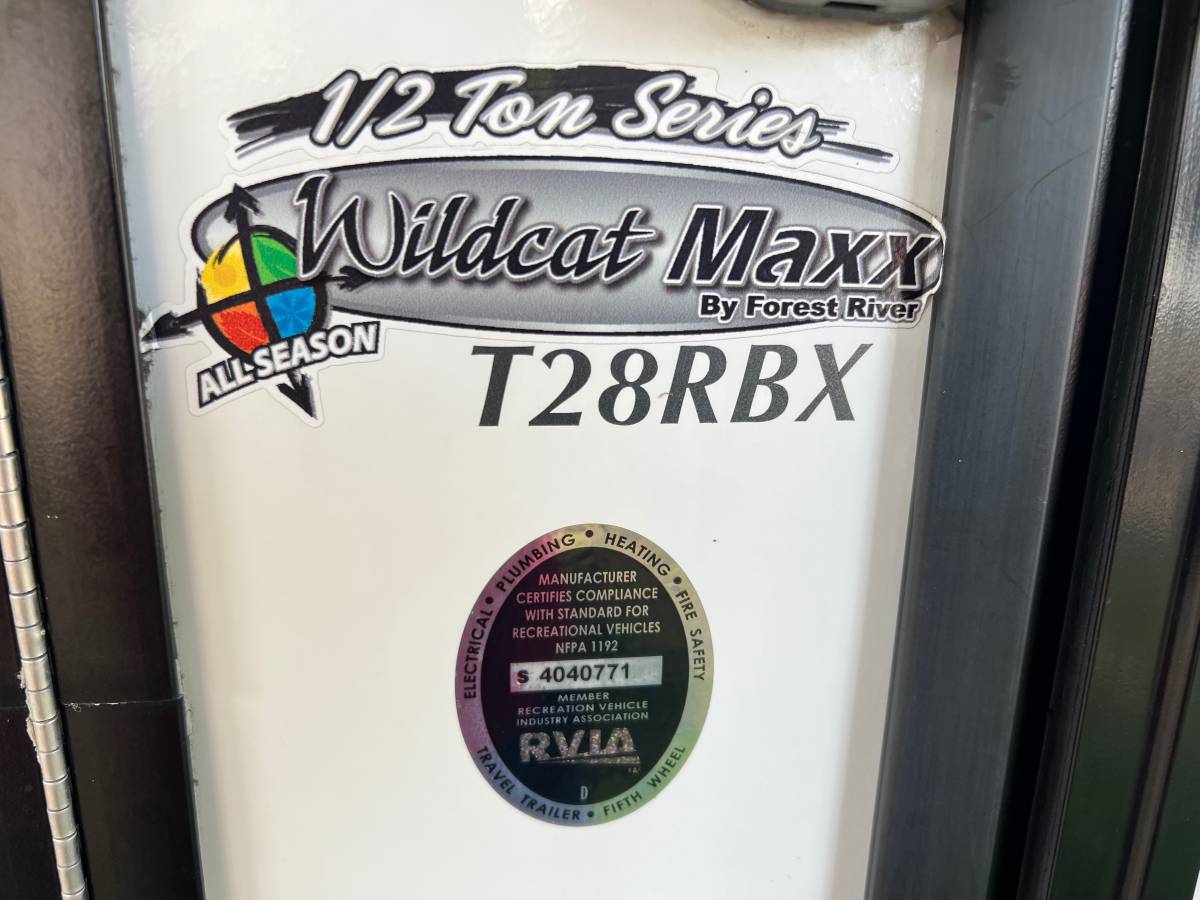 1/2 Ton Series
Wildcat Maxx
By Forest River
ALL SEASON
T28RBX
ELECTRICAL • PLUMBING • HEATING • FIRE SAFETY
MANUFACTURER
CERTIFIES COMPLIANCE
WITH STANDARD FOR
RECREATIONAL VEHICLES
NFPA 1192
S 4040771
MEMBER
RECREATION VEHICLE
INDUSTRY ASSOCIATION
RVIA
D
TRAVEL TRAILER • FIFTH WHEEL